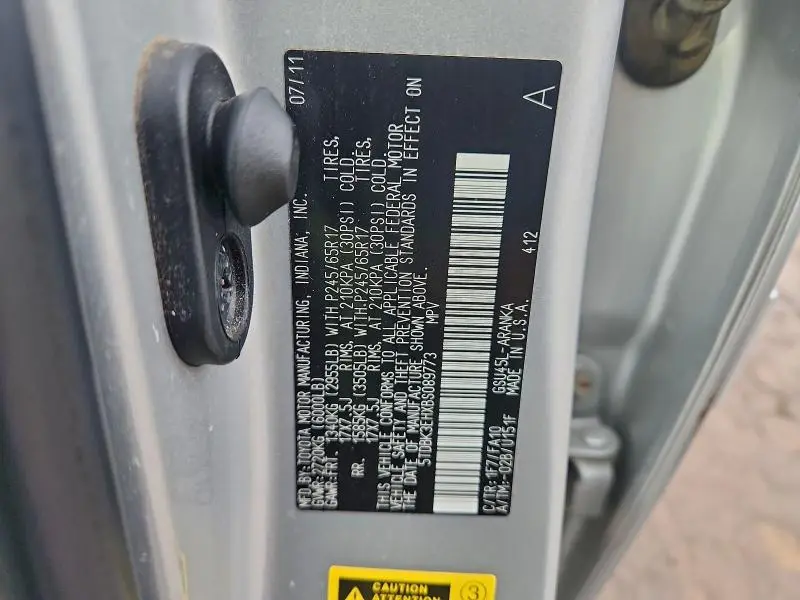 MFD.BY:TOYOTA MOTOR MANUFACTURING, INDIANA, INC. 07/11
GVWR:2720KG(6000LB)
GAWR:FRT. 1340KG (2955LB) WITH:P245/65R17 TIRES,
17X7.5J RIMS, AT 210KPA (30PSI) COLD.
RR. 1585KG (3505LB) WITH:P245/65R17 TIRES,
17X7.5J RIMS, AT 210KPA (30PSI) COLD.
THIS VEHICLE CONFORMS TO ALL APPLICABLE FEDERAL MOTOR
VEHICLE SAFETY AND THEFT PREVENTION STANDARDS IN EFFECT ON
THE DATE OF MANUFACTURE SHOWN ABOVE.
5TDBK3EHXBS089773 MPV
C/TR:1F7/FA10 GSU45L-ARANKA 412
A/TM:-02B/U151F MADE IN U.S.A. A
CAUTION
ATTENTION
3